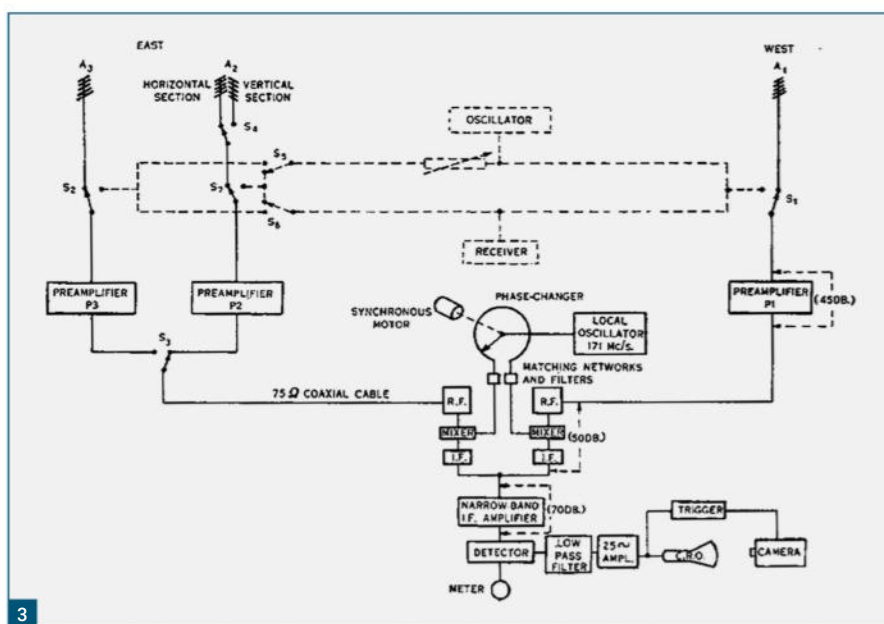 EAST
WEST
A3
A2
A1
HORIZONTAL SECTION
VERTICAL SECTION
S4
OSCILLATOR
S5
S2
S7
S1
S6
RECEIVER
PREAMPLIFIER P3
PREAMPLIFIER P2
PHASE-CHANGER
PREAMPLIFIER P1
(45DB.)
SYNCHRONOUS MOTOR
LOCAL OSCILLATOR 171 Mc/s.
S3
MATCHING NETWORKS AND FILTERS
75Ω COAXIAL CABLE
R.F.
R.F.
MIXER
MIXER
(50DB.)
I.F.
I.F.
NARROW-BAND I.F. AMPLIFIER
(70DB.)
TRIGGER
DETECTOR
LOW PASS FILTER
25~ AMPL.
C.R.O.
CAMERA
METER
3